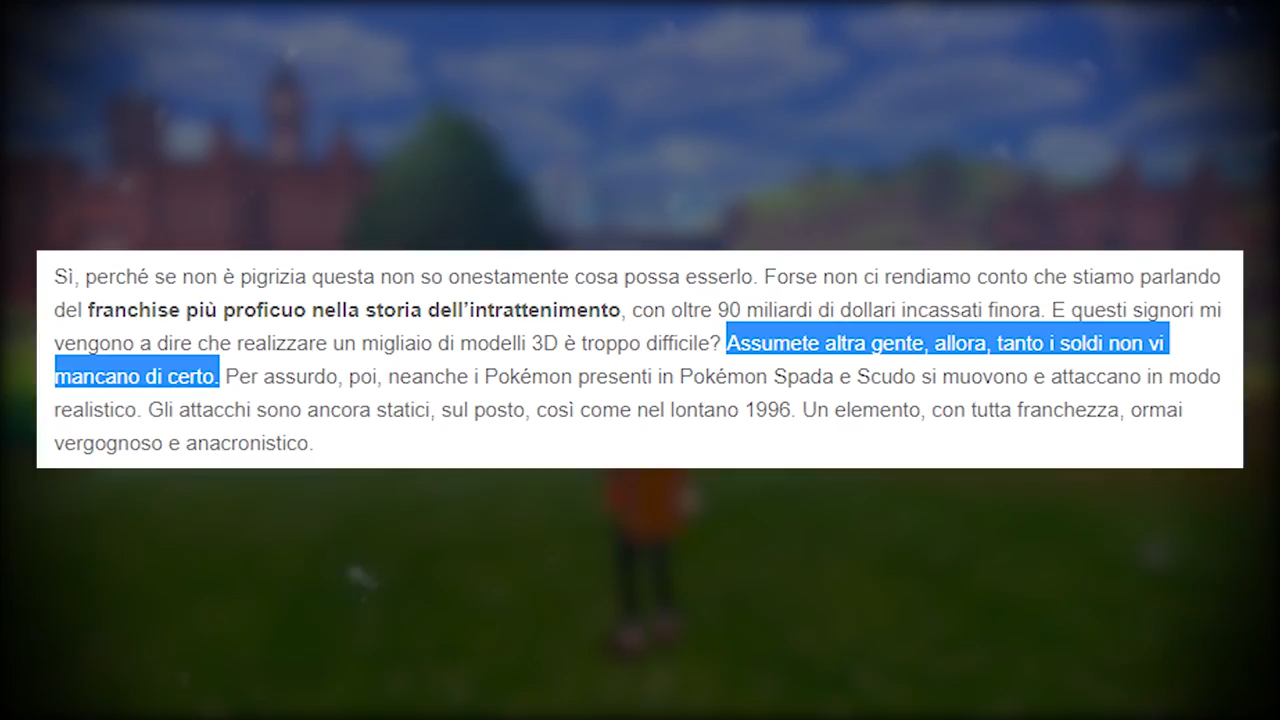 Sì, perché se non è pigrizia questa non so onestamente cosa possa esserlo. Forse non ci rendiamo conto che stiamo parlando
del franchise più proficuo nella storia dell’intrattenimento, con oltre 90 miliardi di dollari incassati finora. E questi signori mi
vengono a dire che realizzare un migliaio di modelli 3D è troppo difficile? Assumete altra gente, allora, tanto i soldi non vi
mancano di certo. Per assurdo, poi, neanche i Pokémon presenti in Pokémon Spada e Scudo si muovono e attaccano in modo
realistico. Gli attacchi sono ancora statici, sul posto, così come nel lontano 1996. Un elemento, con tutta franchezza, ormai
vergognoso e anacronistico.